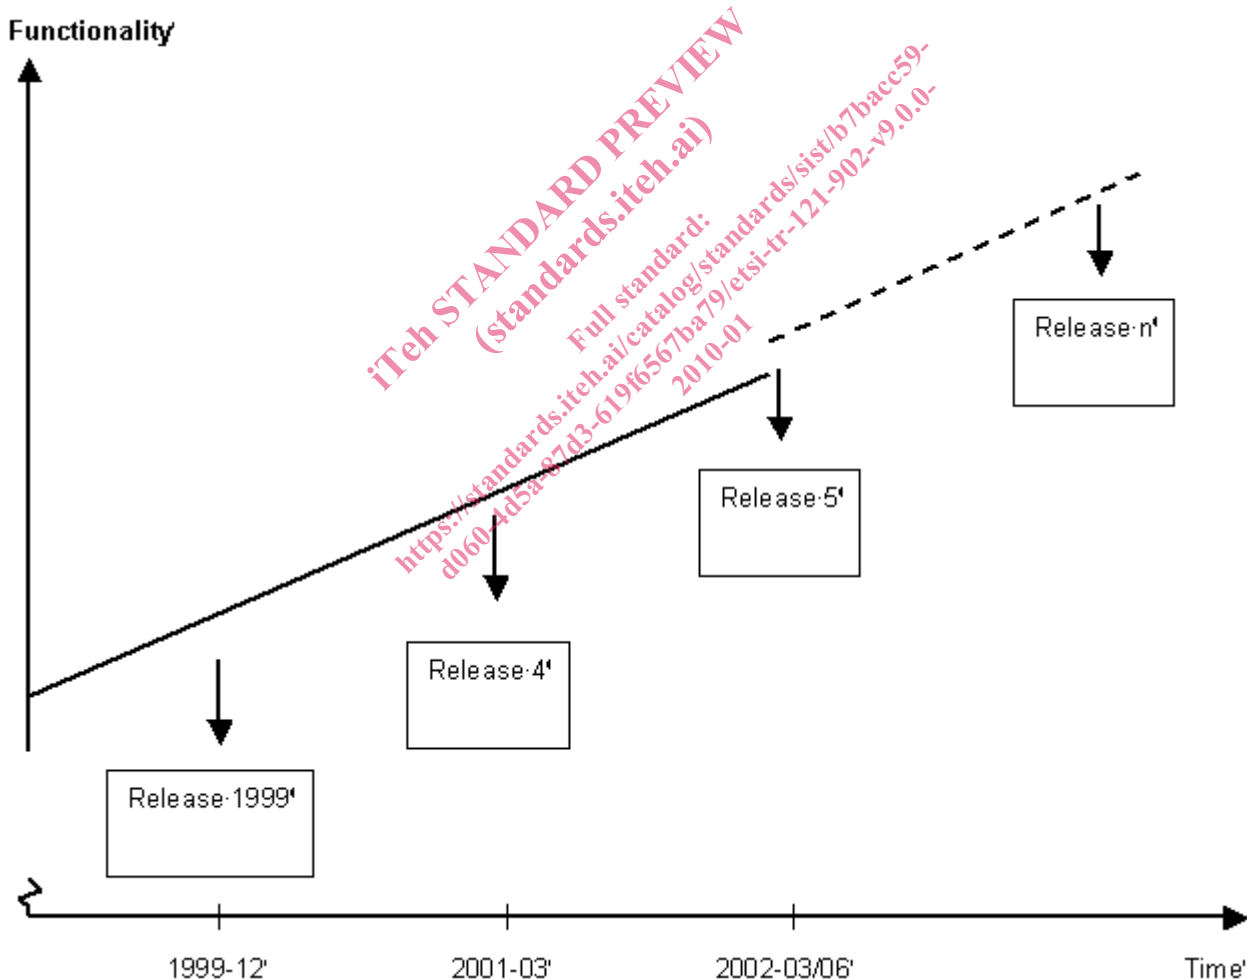 Functionality
iTeh STANDARD PREVIEW
(standards.iteh.ai)
Full standard:
https://standards.iteh.ai/catalog/standards/sist/b7bacc59-
d060-4d5a-87d3-619f6567ba79/etsi-tr-121-902-v9.0.0-
2010-01
Release·n
Release·5
Release·4
Release·1999
1999-12'
2001-03'
2002-03/06'
Time'